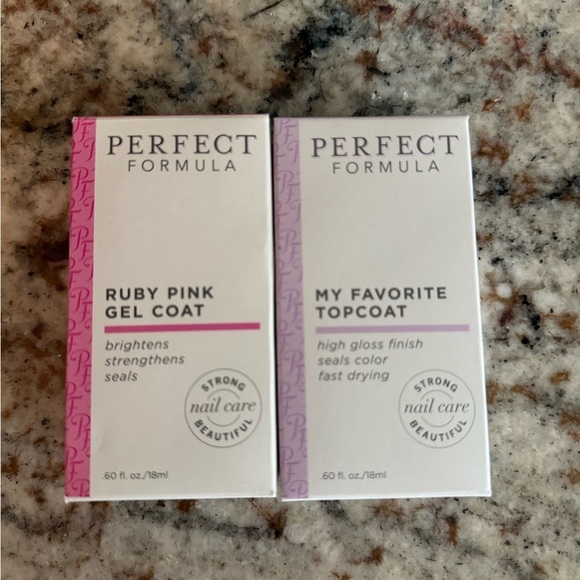 PERFECT
FORMULA
RUBY PINK
GEL COAT
brightens
strengthens
seals
STRONG
nail care
BEAUTIFUL
.60 fl. oz./18ml
PERFECT
FORMULA
MY FAVORITE
TOPCOAT
high gloss finish
seals color
fast drying
STRONG
nail care
BEAUTIFUL
.60 fl. oz./18ml